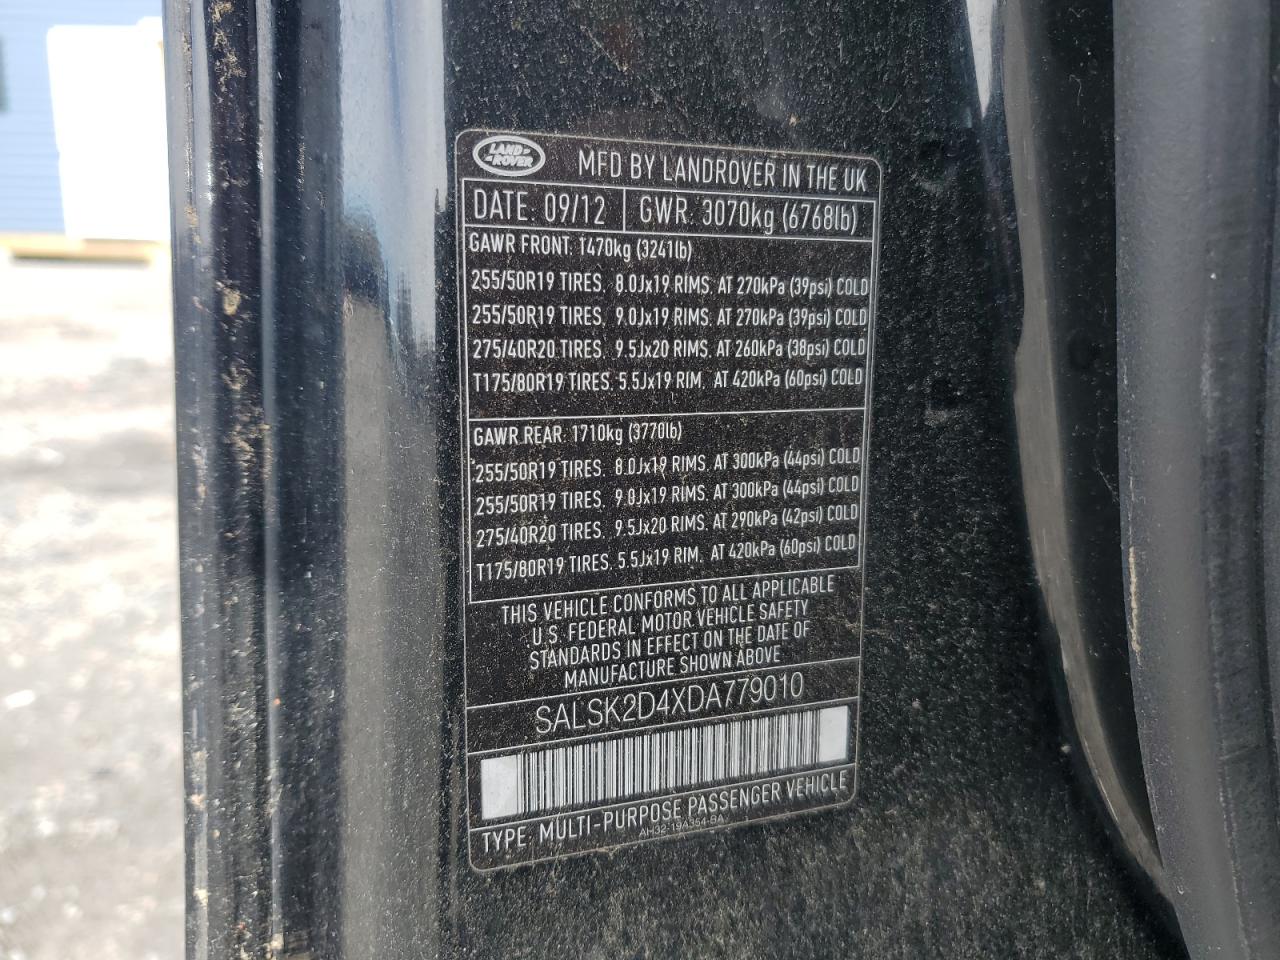 LAND ROVER
MFD BY LANDROVER IN THE UK
DATE: 09/12 GWR: 3070kg (6768lb)
GAWR FRONT: 1470kg (3241lb)
255/50R19 TIRES, 8.0Jx19 RIMS, AT 270kPa (39psi) COLD
255/50R19 TIRES, 9.0Jx19 RIMS, AT 270kPa (39psi) COLD
275/40R20 TIRES, 9.5Jx20 RIMS, AT 260kPa (38psi) COLD
T175/80R19 TIRES, 5.5Jx19 RIM, AT 420kPa (60psi) COLD
GAWR REAR: 1710kg (3770lb)
255/50R19 TIRES, 8.0Jx19 RIMS, AT 300kPa (44psi) COLD
255/50R19 TIRES, 9.0Jx19 RIMS, AT 300kPa (44psi) COLD
275/40R20 TIRES, 9.5Jx20 RIMS, AT 290kPa (42psi) COLD
T175/80R19 TIRES, 5.5Jx19 RIM, AT 420kPa (60psi) COLD
THIS VEHICLE CONFORMS TO ALL APPLICABLE
U.S. FEDERAL MOTOR VEHICLE SAFETY
STANDARDS IN EFFECT ON THE DATE OF
MANUFACTURE SHOWN ABOVE
SALSK2D4XDA779010
TYPE: MULTI-PURPOSE PASSENGER VEHICLE
AH32-19A354-BA